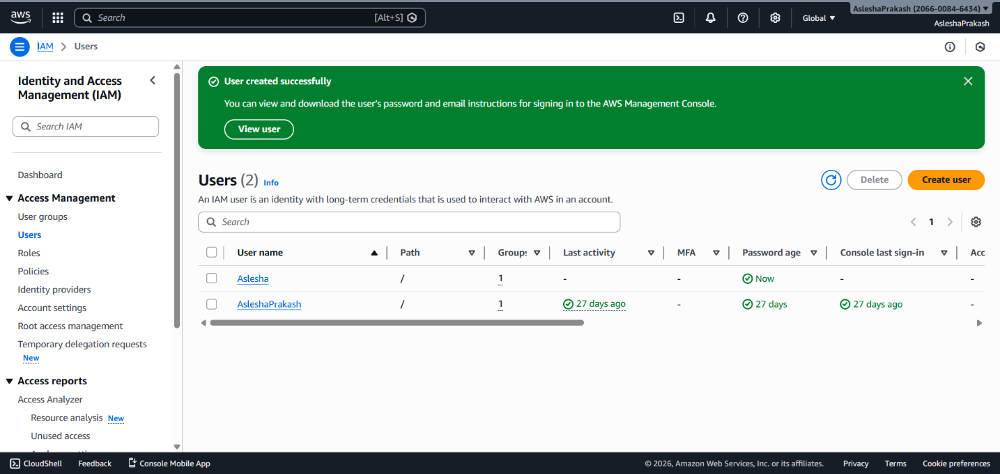 aws
Search [Alt+S]
Global
AsleshaPrakash (2066-0084-6434)
AsleshaPrakash
IAM
Users
Identity and Access
Management (IAM)
Search IAM
Dashboard
Access Management
User groups
Users
Roles
Policies
Identity providers
Account settings
Root access management
Temporary delegation requests
New
Access reports
Access Analyzer
Resource analysis New
Unused access
User created successfully
You can view and download the user's password and email instructions for signing in to the AWS Management Console.
View user
Users (2) Info
Delete
Create user
An IAM user is an identity with long-term credentials that is used to interact with AWS in an account.
Search
1
User name Path Groups Last activity MFA Password age Console last sign-in Acc
Aslesha / 1 - - Now - -
AsleshaPrakash / 1 27 days ago - 27 days 27 days ago -
CloudShell Feedback Console Mobile App © 2026, Amazon Web Services, Inc. or its affiliates. Privacy Terms Cookie preferences